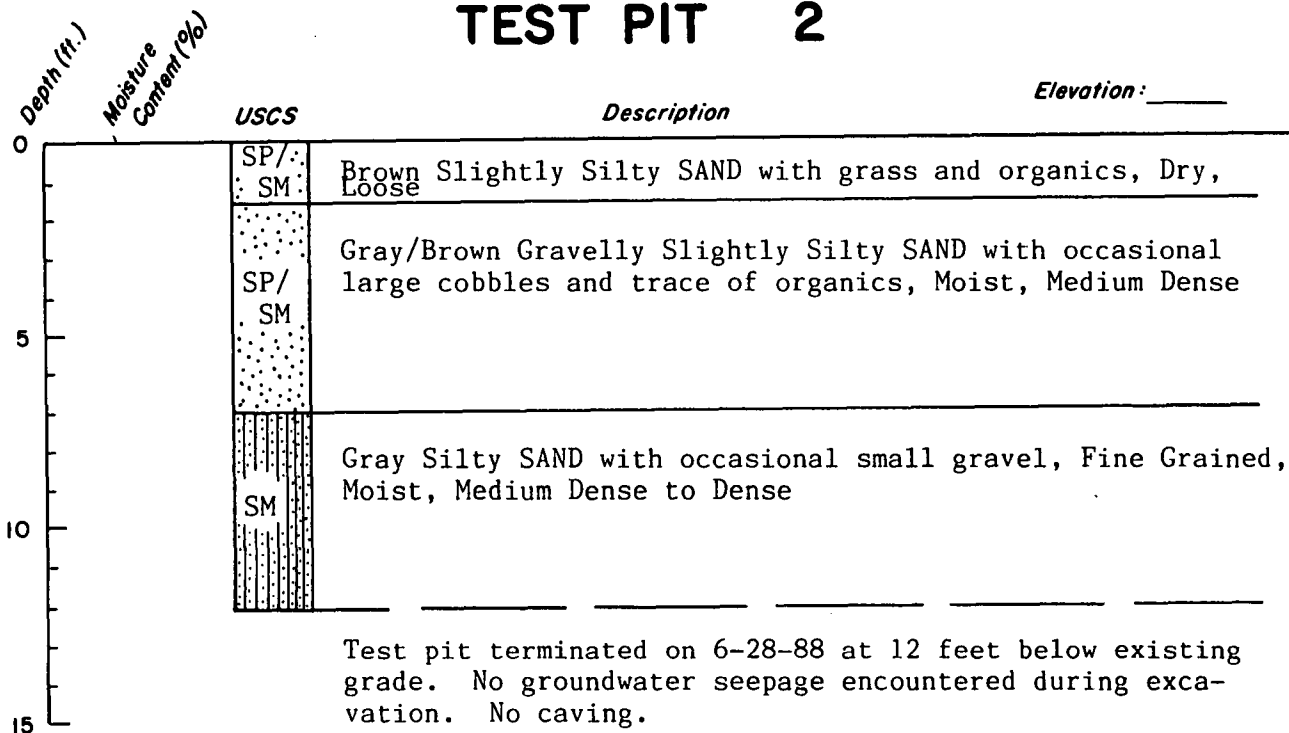 TEST PIT 2
Depth (ft.)
Moisture
Content (%)
USCS
Description
Elevation:
0
SP/
SM
Brown Slightly Silty SAND with grass and organics, Dry,
Loose
Gray/Brown Gravelly Slightly Silty SAND with occasional
large cobbles and trace of organics, Moist, Medium Dense
SP/
SM
5
Gray Silty SAND with occasional small gravel, Fine Grained,
Moist, Medium Dense to Dense
SM
10
Test pit terminated on 6-28-88 at 12 feet below existing
grade. No groundwater seepage encountered during exca-
vation. No caving.
15